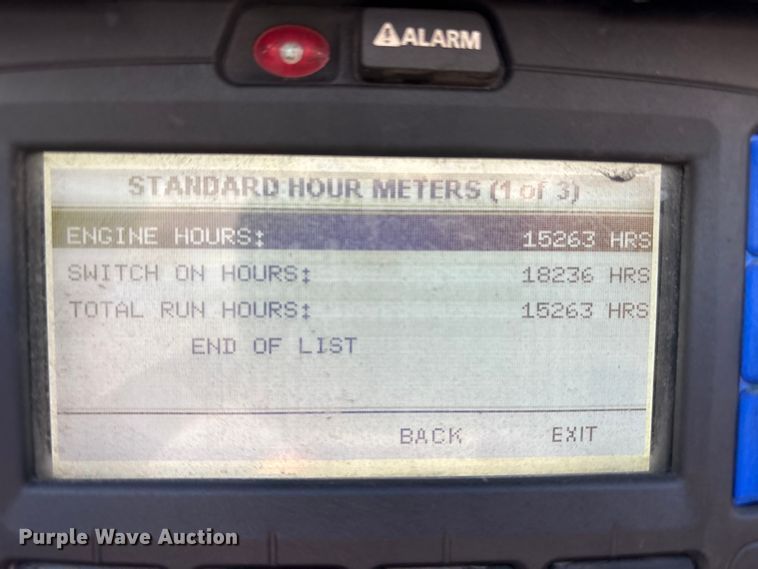 ALARM
STANDARD HOUR METERS (1 of 3)
ENGINE HOURS: 15263 HRS
SWITCH ON HOURS: 18236 HRS
TOTAL RUN HOURS: 15263 HRS
END OF LIST
BACK EXIT
Purple Wave Auction